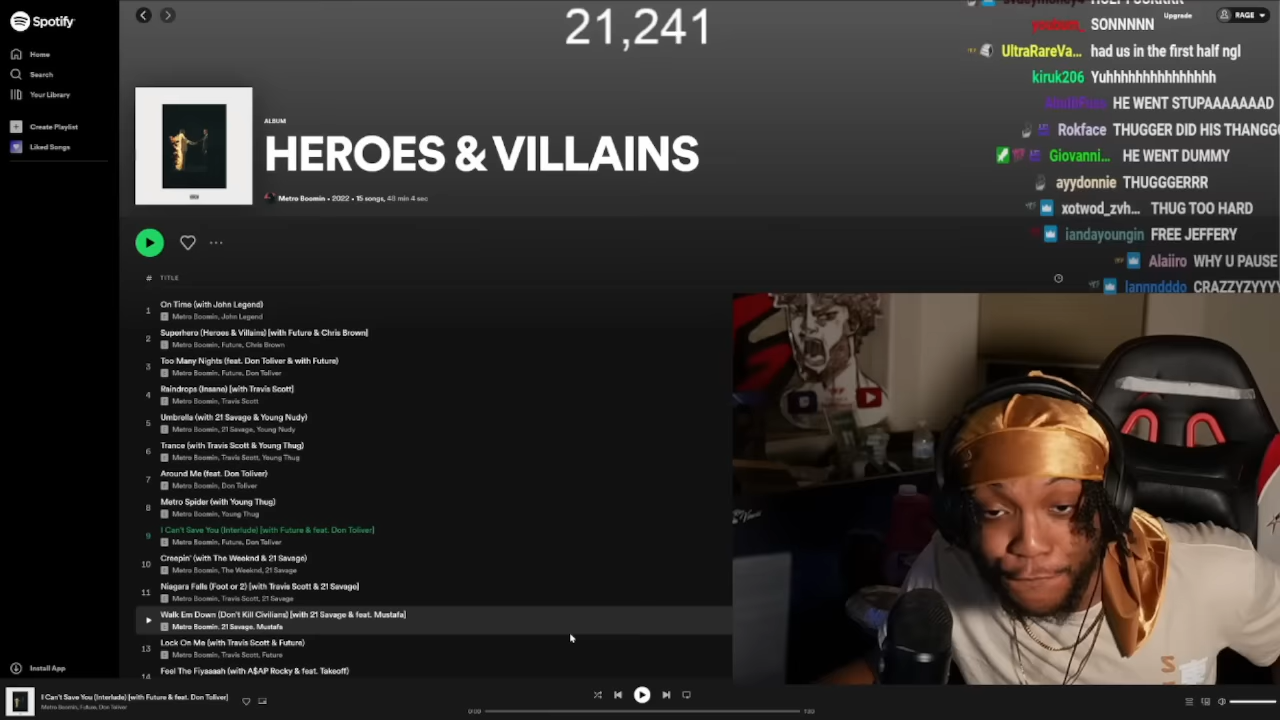 Spotify
Home
Search
Your Library
Create Playlist
Liked Songs
Install App
21,241
Upgrade
RAGE
ALBUM
HEROES & VILLAINS
Metro Boomin • 2022 • 15 songs, 48 min 4 sec
# TITLE
1 On Time (with John Legend)
Metro Boomin, John Legend
2 Superhero (Heroes & Villains) [with Future & Chris Brown]
Metro Boomin, Future, Chris Brown
3 Too Many Nights (feat. Don Toliver & with Future)
Metro Boomin, Future, Don Toliver
4 Raindrops (Insane) [with Travis Scott]
Metro Boomin, Travis Scott
5 Umbrella (with 21 Savage & Young Nudy)
Metro Boomin, 21 Savage, Young Nudy
6 Trance (with Travis Scott & Young Thug)
Metro Boomin, Travis Scott, Young Thug
7 Around Me (feat. Don Toliver)
Metro Boomin, Don Toliver
8 Metro Spider (with Young Thug)
Metro Boomin, Young Thug
9 I Can't Save You (Interlude) [with Future & feat. Don Toliver]
Metro Boomin, Future, Don Toliver
10 Creepin' (with The Weeknd & 21 Savage)
Metro Boomin, The Weeknd, 21 Savage
11 Niagara Falls (Foot or 2) [with Travis Scott & 21 Savage]
Metro Boomin, Travis Scott, 21 Savage
Walk Em Down (Don't Kill Civilians) [with 21 Savage & feat. Mustafa]
Metro Boomin, 21 Savage, Mustafa
13 Lock On Me (with Travis Scott & Future)
Metro Boomin, Travis Scott, Future
14 Feel The Fiyaaaah (with A$AP Rocky & feat. Takeoff)
SONNNNN
UltraRareVa... had us in the first half ngl
kiruk206 Yuhhhhhhhhhhhhhhh
HE WENT STUPAAAAAAD
Rokface THUGGER DID HIS THANGG
Giovanni... HE WENT DUMMY
ayydonnie THUGGGERRR
xotwod_zvh... THUG TOO HARD
iandayoungin FREE JEFFERY
Alaiiro WHY U PAUSE
lannndddo CRAZZYZYYYY
I Can't Save You (Interlude) [with Future & feat. Don Toliver]
Metro Boomin, Future, Don Toliver
0:00
1:20